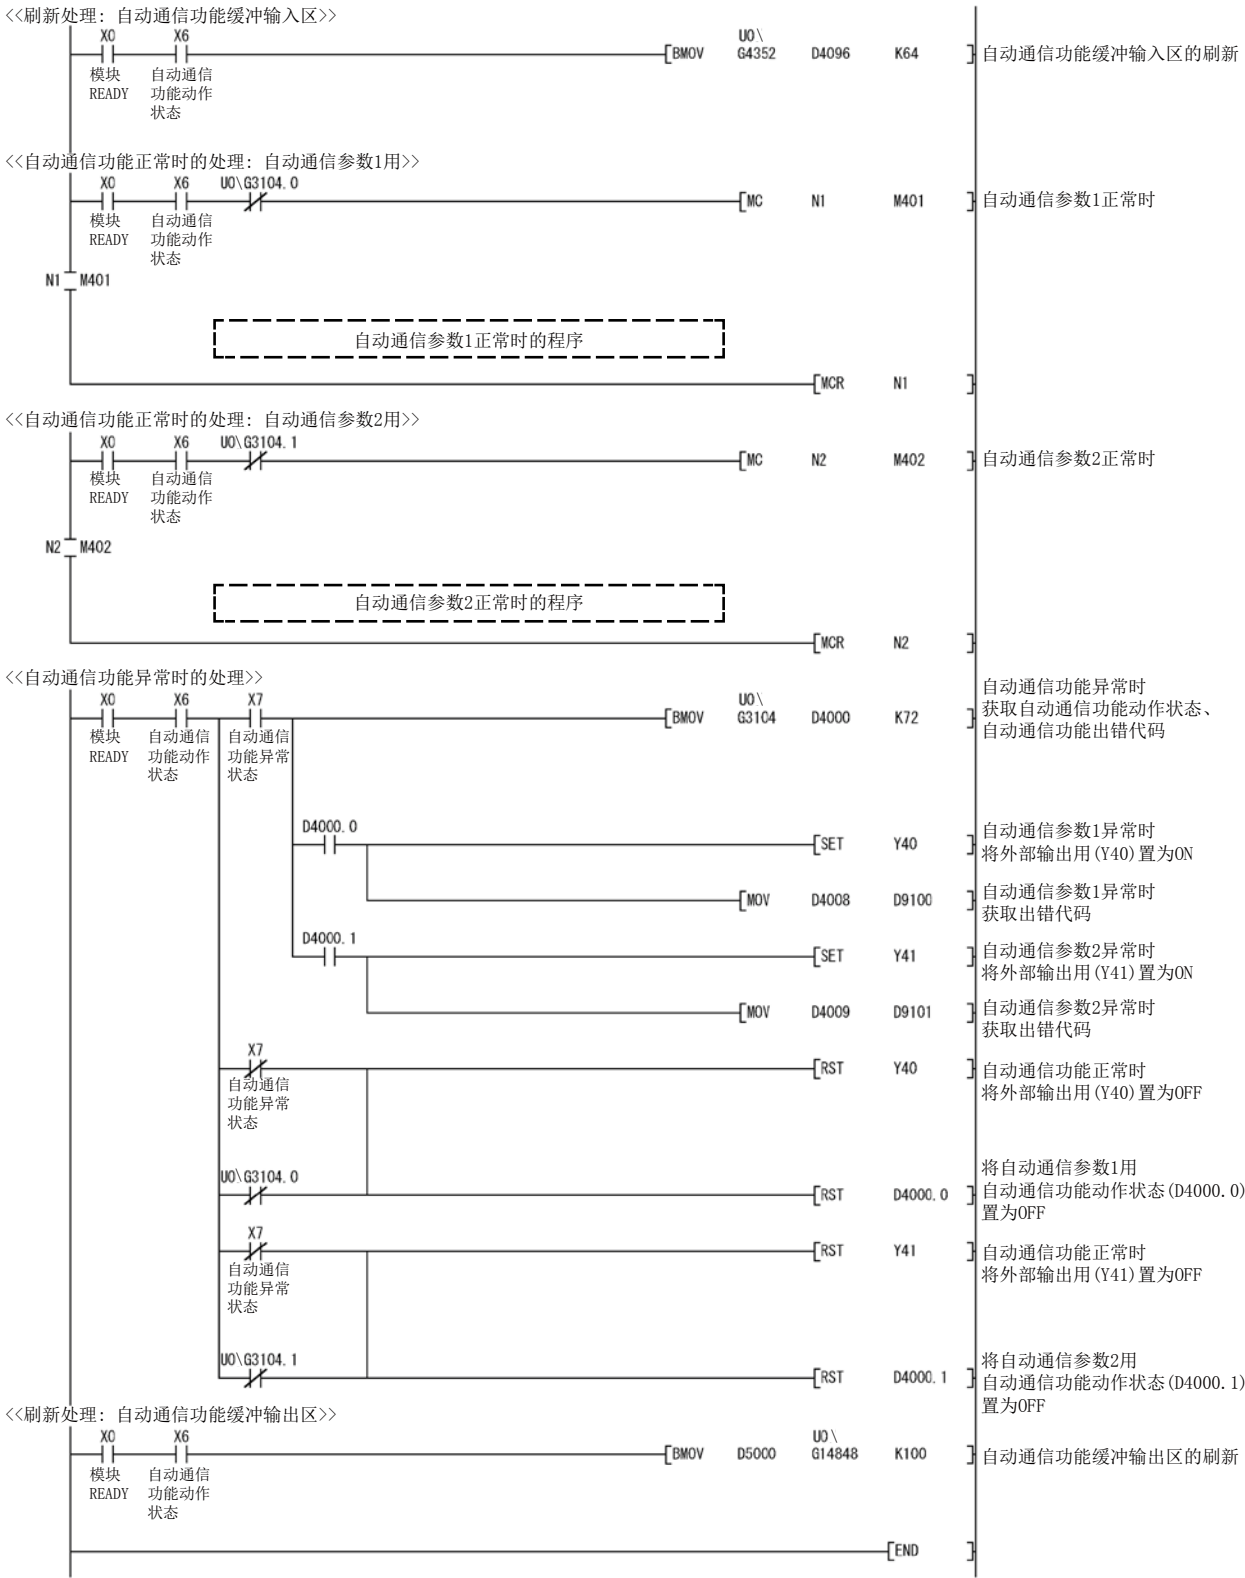 <<刷新处理: 自动通信功能缓冲输入区>>
X0 X6 U0\
[BMOV G4352 D4096 K64 ] 自动通信功能缓冲输入区的刷新
模块 自动通信
READY 功能动作
状态
<<自动通信功能正常时的处理: 自动通信参数1用>>
X0 X6 U0\G3104.0
[MC N1 M401 ] 自动通信参数1正常时
模块 自动通信
READY 功能动作
状态
N1 M401
自动通信参数1正常时的程序
[MCR N1 ]
<<自动通信功能正常时的处理: 自动通信参数2用>>
X0 X6 U0\G3104.1
[MC N2 M402 ] 自动通信参数2正常时
模块 自动通信
READY 功能动作
状态
N2 M402
自动通信参数2正常时的程序
[MCR N2 ]
<<自动通信功能异常时的处理>>
自动通信功能异常时
X0 X6 X7 U0\
[BMOV G3104 D4000 K72 ] 获取自动通信功能动作状态、
自动通信功能出错代码
模块 自动通信 自动通信
READY 功能动作 功能异常
状态 状态
D4000.0 自动通信参数1异常时
[SET Y40 ] 将外部输出用(Y40)置为ON
自动通信参数1异常时
[MOV D4008 D9100 ] 获取出错代码
D4000.1 自动通信参数2异常时
[SET Y41 ] 将外部输出用(Y41)置为ON
自动通信参数2异常时
[MOV D4009 D9101 ] 获取出错代码
X7
[RST Y40 ] 自动通信功能正常时
将外部输出用(Y40)置为OFF
自动通信
功能异常
状态
将自动通信参数1用
U0\G3104.0
[RST D4000.0 ] 自动通信功能动作状态(D4000.0)
置为OFF
X7
[RST Y41 ] 自动通信功能正常时
将外部输出用(Y41)置为OFF
自动通信
功能异常
状态
将自动通信参数2用
U0\G3104.1
[RST D4000.1 ] 自动通信功能动作状态(D4000.1)
置为OFF
<<刷新处理: 自动通信功能缓冲输出区>>
X0 X6 U0\
[BMOV D5000 G14848 K100 ] 自动通信功能缓冲输出区的刷新
模块 自动通信
READY 功能动作
状态
[END ]